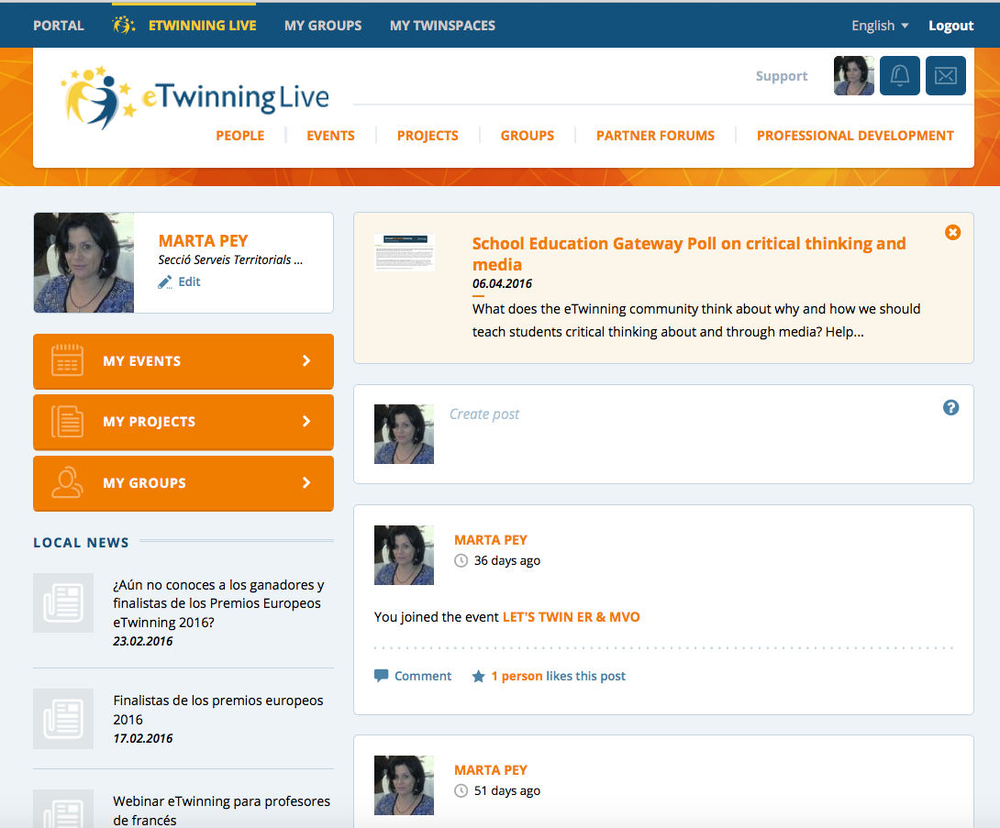 PORTAL
ETWINNING LIVE
MY GROUPS
MY TWINSPACES
English
Logout
eTwinningLive
Support
PEOPLE
EVENTS
PROJECTS
GROUPS
PARTNER FORUMS
PROFESSIONAL DEVELOPMENT
MARTA PEY
Secció Serveis Territorials ...
Edit
MY EVENTS
MY PROJECTS
MY GROUPS
LOCAL NEWS
¿Aún no conoces a los ganadores y
finalistas de los Premios Europeos
eTwinning 2016?
23.02.2016
Finalistas de los premios europeos
2016
17.02.2016
Webinar eTwinning para profesores
de francés
School Education Gateway Poll on critical thinking and
media
06.04.2016
What does the eTwinning community think about why and how we should
teach students critical thinking about and through media? Help...
Create post
?
MARTA PEY
36 days ago
You joined the event LET'S TWIN ER & MVO
Comment
1 person likes this post
MARTA PEY
51 days ago